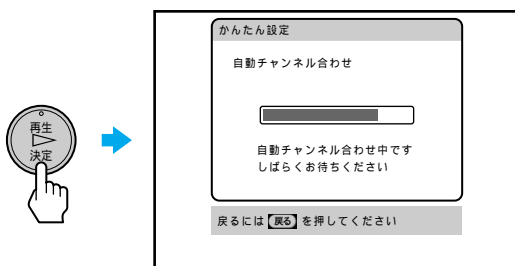 再生
決定
かんたん設定
自動チャンネル合わせ
自動チャンネル合わせ中です
しばらくお待ちください
戻るには 戻る を押してください